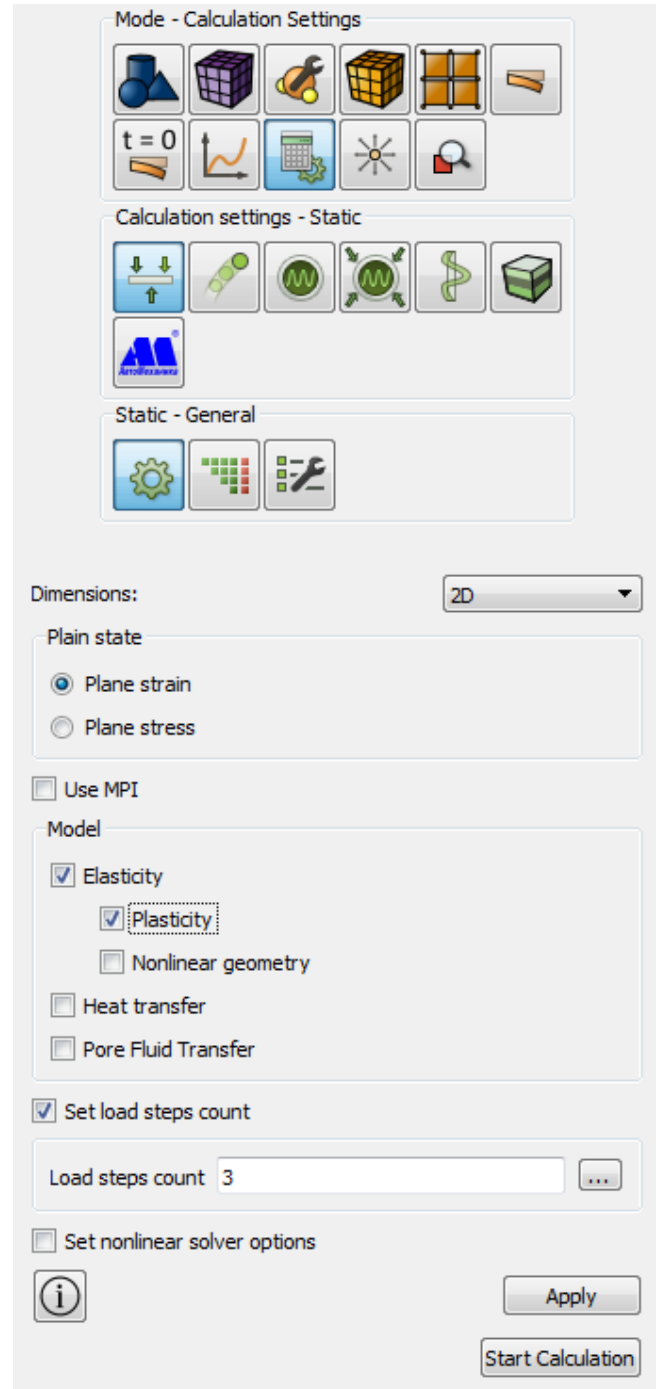 Mode - Calculation Settings
t = 0
Calculation settings - Static
АвтоМеханика
Static - General
Dimensions:
2D
Plain state
Plane strain
Plane stress
Use MPI
Model
Elasticity
Plasticity
Nonlinear geometry
Heat transfer
Pore Fluid Transfer
Set load steps count
Load steps count 3
...
Set nonlinear solver options
Apply
Start Calculation